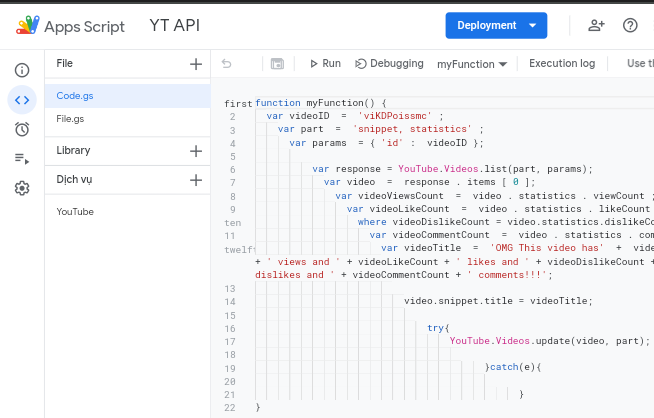 Apps Script YT API Deployment
File
Code.gs
File.gs
Library
Dịch vụ
YouTube
Run Debugging myFunction Execution log Use
first function myFunction() {
2 var videoID = 'viKDPoissmc' ;
3 var part = 'snippet, statistics' ;
4 var params = { 'id' : videoID };
5
6 var response = YouTube.Videos.list(part, params);
7 var video = response . items [ 0 ];
8 var videoViewsCount = video . statistics . viewCount ;
9 var videoLikeCount = video . statistics . likeCount
ten where videoDislikeCount = video.statistics.dislikeC
11 var videoCommentCount = video . statistics .
twelf var videoTitle = 'OMG This video has' +
+ ' views and ' + videoLikeCount + ' likes and ' + videoDislikeCount +
dislikes and ' + videoCommentCount + ' comments!!!';
13
14 video.snippet.title = videoTitle;
15
16 try{
17 YouTube.Videos.update(video, part);
18
19 }catch(e){
20
21 }
22 }